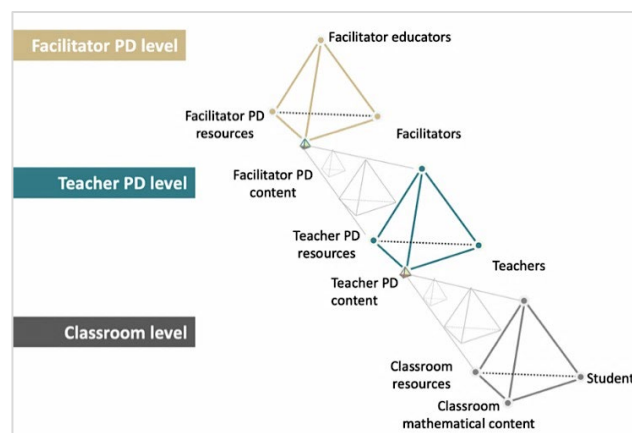 Facilitator PD level
Facilitator educators
Facilitator PD
resources
Facilitators
Facilitator PD
content
Teacher PD level
Teacher PD
resources
Teachers
Teacher PD
content
Classroom level
Classroom
resources
Student
Classroom
mathematical content